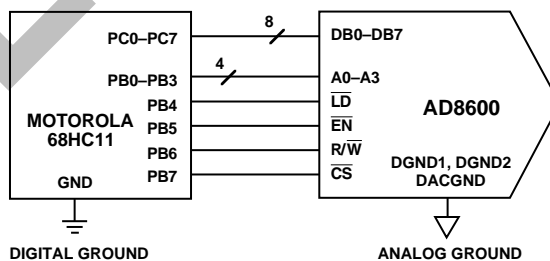 8
PC0–PC7
DB0–DB7
4
PB0–PB3
A0–A3
PB4
LD
MOTOROLA
68HC11
AD8600
PB5
EN
PB6
R/W
PB7
CS
DGND1, DGND2
DACGND
GND
DIGITAL GROUND
ANALOG GROUND